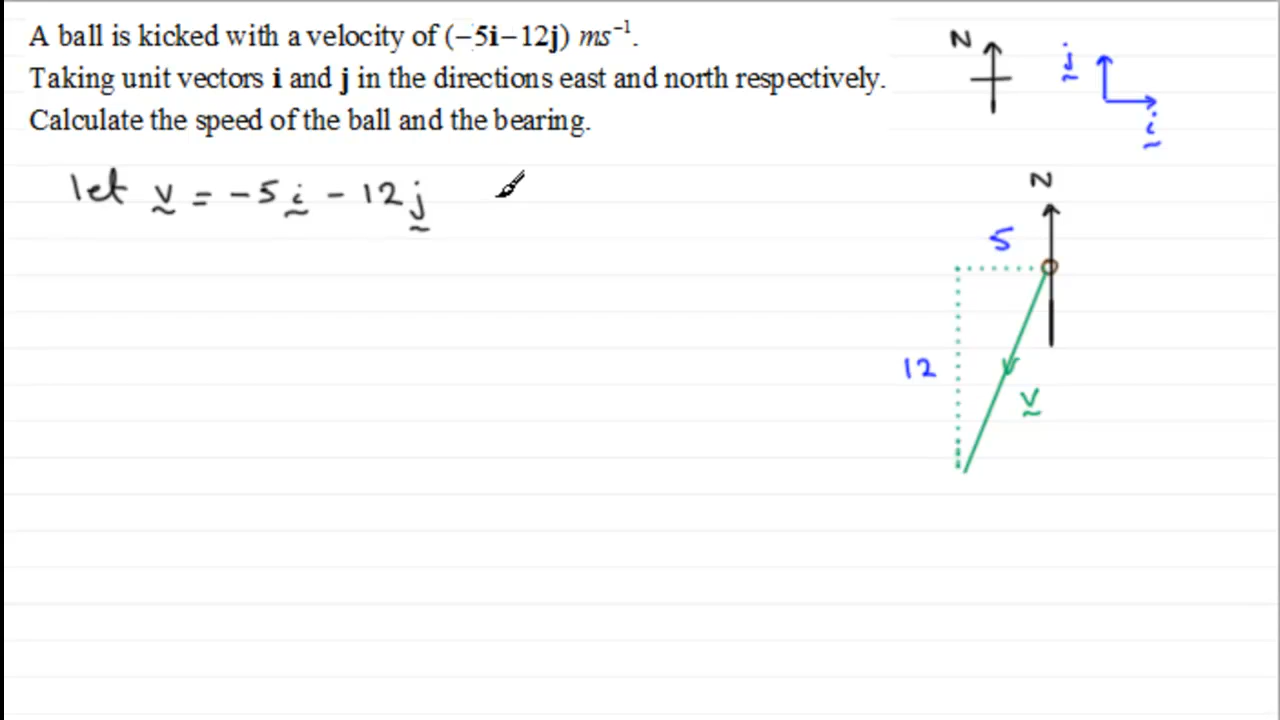 A ball is kicked with a velocity of (−5i−12j) ms⁻¹.
Taking unit vectors i and j in the directions east and north respectively.
Calculate the speed of the ball and the bearing.
N
j
i
let v = -5i - 12j
N
5
12
v